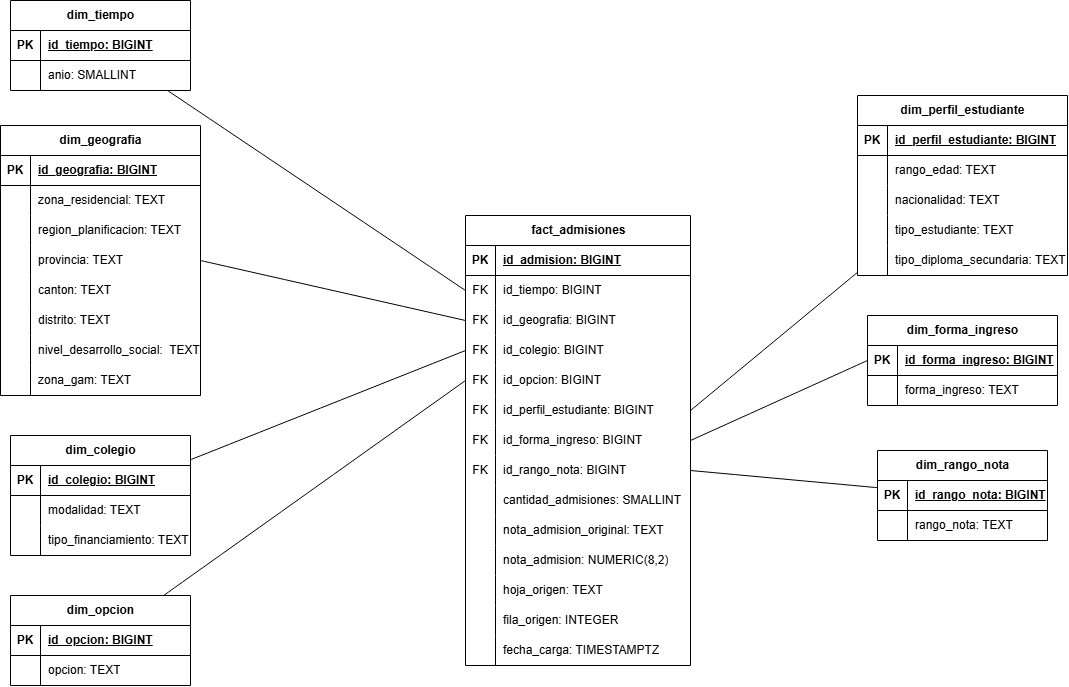 dim_tiempo
PK id_tiempo: BIGINT
anio: SMALLINT
dim_geografia
PK id_geografia: BIGINT
zona_residencial: TEXT
region_planificacion: TEXT
provincia: TEXT
canton: TEXT
distrito: TEXT
nivel_desarrollo_social: TEXT
zona_gam: TEXT
dim_colegio
PK id_colegio: BIGINT
modalidad: TEXT
tipo_financiamiento: TEXT
dim_opcion
PK id_opcion: BIGINT
opcion: TEXT
fact_admisiones
PK id_admision: BIGINT
FK id_tiempo: BIGINT
FK id_geografia: BIGINT
FK id_colegio: BIGINT
FK id_opcion: BIGINT
FK id_perfil_estudiante: BIGINT
FK id_forma_ingreso: BIGINT
FK id_rango_nota: BIGINT
cantidad_admisiones: SMALLINT
nota_admision_original: TEXT
nota_admision: NUMERIC(8,2)
hoja_origen: TEXT
fila_origen: INTEGER
fecha_carga: TIMESTAMPTZ
dim_perfil_estudiante
PK id_perfil_estudiante: BIGINT
rango_edad: TEXT
nacionalidad: TEXT
tipo_estudiante: TEXT
tipo_diploma_secundaria: TEXT
dim_forma_ingreso
PK id_forma_ingreso: BIGINT
forma_ingreso: TEXT
dim_rango_nota
PK id_rango_nota: BIGINT
rango_nota: TEXT